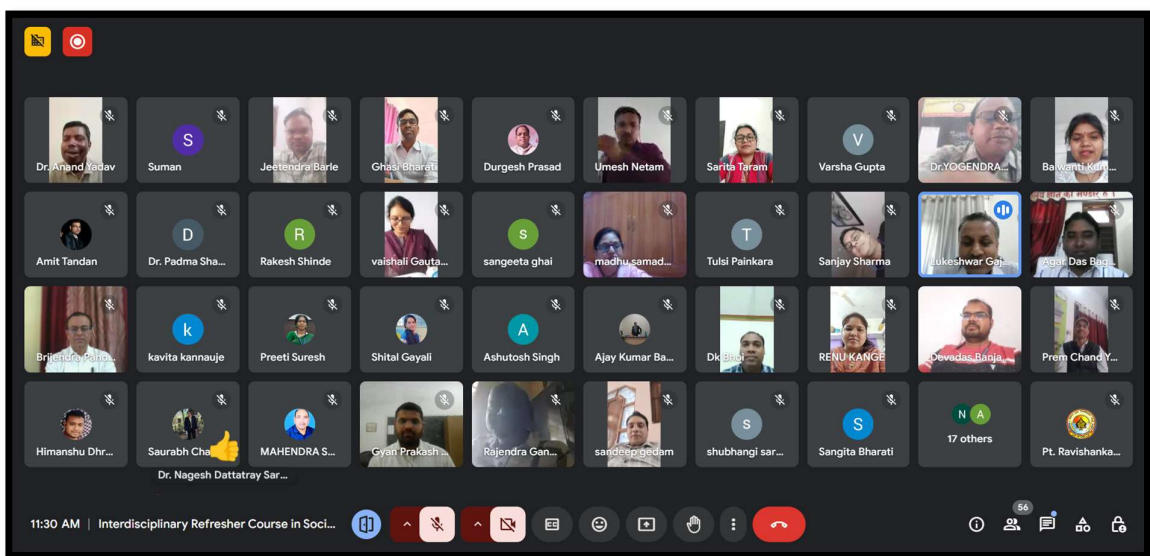 Dr. Anand Yadav
S
Suman
Jeetendra Barle
Ghasi Bharati
Durgesh Prasad
Umesh Netam
Sarita Taram
V
Varsha Gupta
Dr.YOGENDRA...
Balwanti Kum...
Amit Tandan
D
Dr. Padma Sha...
R
Rakesh Shinde
vaishali Gauta...
s
sangeeta ghai
madhu samad...
T
Tulsi Painkara
Sanjay Sharma
Lukeshwar Gaj...
Agar Das Bag...
Brijendra Pand...
k
kavita kannauje
Preeti Suresh
Shital Gayali
A
Ashutosh Singh
Ajay Kumar Ba...
Dk Bhoi
RENU KANGE
Devadas Banja...
Prem Chand Y...
Himanshu Dhr...
Saurabh Cha
MAHENDRA S...
Gyan Prakash ...
Rajendra Gan...
sandeep gedam
s
shubhangi sar...
S
Sangita Bharati
N A
17 others
Pt. Ravishanka...
Dr. Nagesh Dattatray Sar...
11:30 AM | Interdisciplinary Refresher Course in Soci...
CC
56